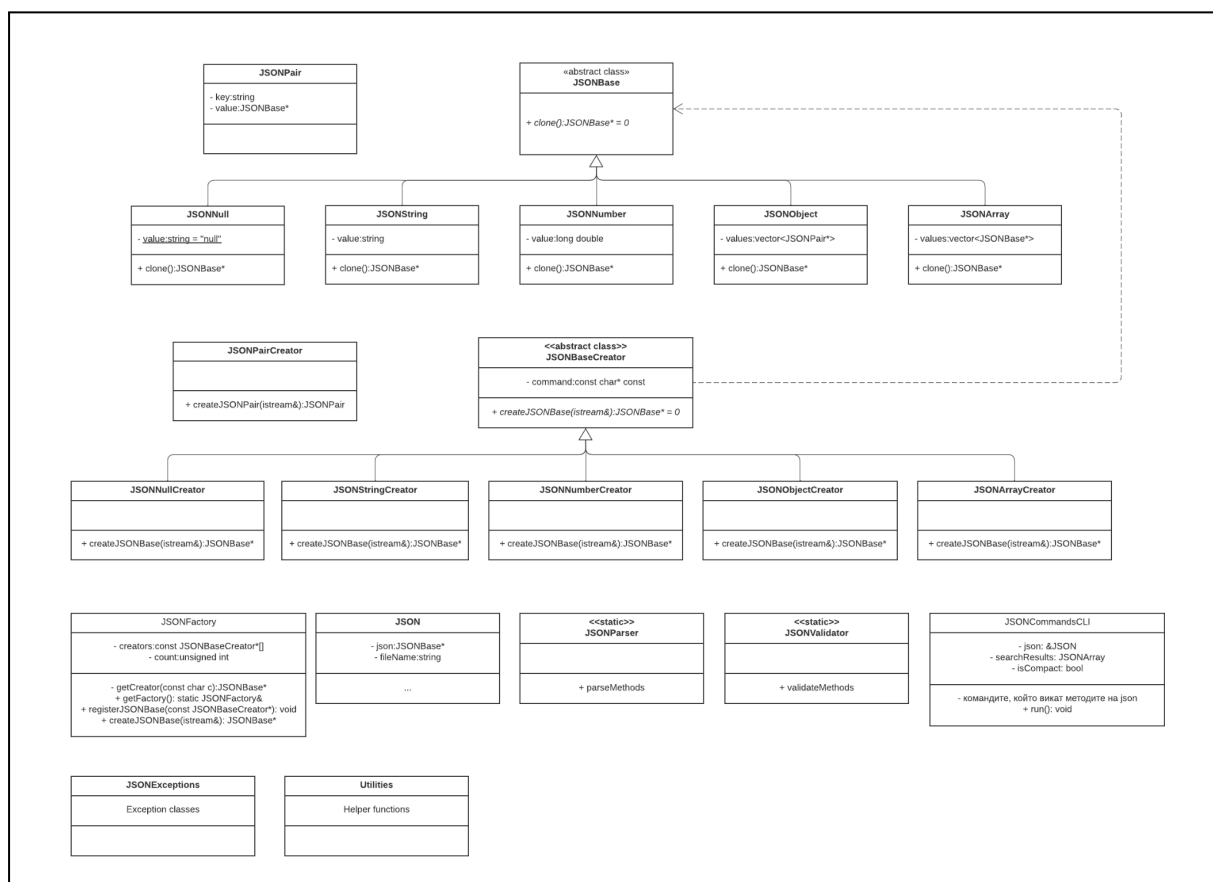 JSONPair
- key:string
- value:JSONBase*
«abstract class»
JSONBase
+ clone():JSONBase* = 0
JSONNull
- value:string = "null"
+ clone():JSONBase*
JSONString
- value:string
+ clone():JSONBase*
JSONNumber
- value:long double
+ clone():JSONBase*
JSONObject
- values:vector<JSONPair*>
+ clone():JSONBase*
JSONArray
- values:vector<JSONBase*>
+ clone():JSONBase*
JSONPairCreator
+ createJSONPair(istream&):JSONPair
<<abstract class>>
JSONBaseCreator
- command:const char* const
+ createJSONBase(istream&):JSONBase* = 0
JSONNullCreator
+ createJSONBase(istream&):JSONBase*
JSONStringCreator
+ createJSONBase(istream&):JSONBase*
JSONNumberCreator
+ createJSONBase(istream&):JSONBase*
JSONObjectCreator
+ createJSONBase(istream&):JSONBase*
JSONArrayCreator
+ createJSONBase(istream&):JSONBase*
JSONFactory
- creators:const JSONBaseCreator*[]
- count:unsigned int
- getCreator(const char c):JSONBase*
+ getFactory(): static JSONFactory&
+ registerJSONBase(const JSONBaseCreator*): void
+ createJSONBase(istream&): JSONBase*
JSON
- json:JSONBase*
- fileName:string
...
<<static>>
JSONParser
+ parseMethods
<<static>>
JSONValidator
+ validateMethods
JSONCommandsCLI
- json: &JSON
- searchResults: JSONArray
- isCompact: bool
- командите, който викат методите на json
+ run(): void
JSONExceptions
Exception classes
Utilities
Helper functions